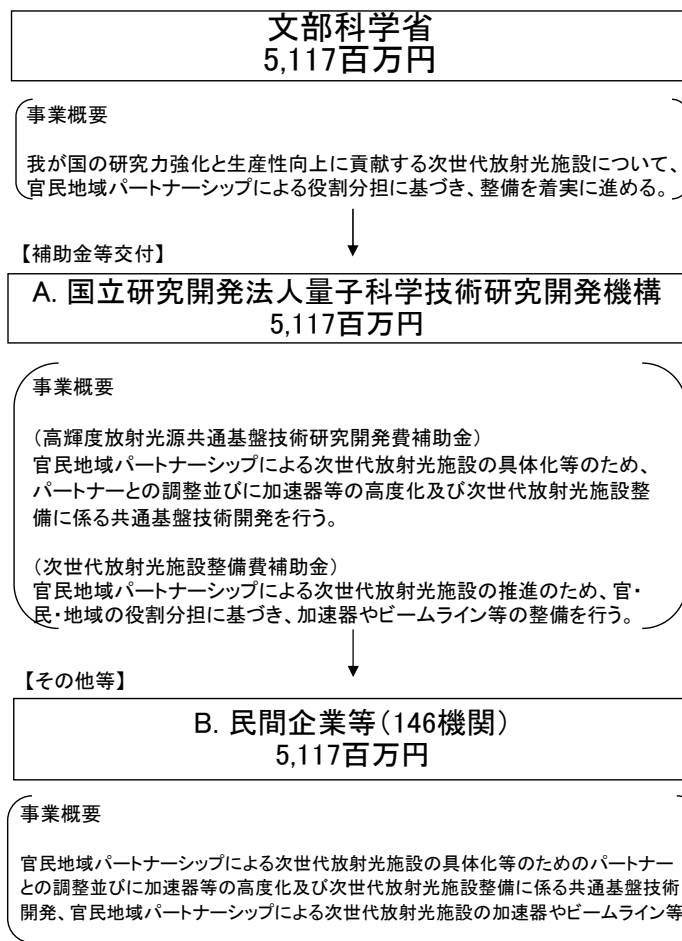 文部科学省
5,117百万円
事業概要
我が国の研究力強化と生産性向上に貢献する次世代放射光施設について、
官民地域パートナーシップによる役割分担に基づき、整備を着実に進める。
【補助金等交付】
A. 国立研究開発法人量子科学技術研究開発機構
5,117百万円
事業概要
（高輝度放射光源共通基盤技術研究開発費補助金）
官民地域パートナーシップによる次世代放射光施設の具体化等のため、
パートナーとの調整並びに加速器等の高度化及び次世代放射光施設整
備に係る共通基盤技術開発を行う。
（次世代放射光施設整備費補助金）
官民地域パートナーシップによる次世代放射光施設の推進のため、官・
民・地域の役割分担に基づき、加速器やビームライン等の整備を行う。
【その他等】
B. 民間企業等（146機関）
5,117百万円
事業概要
官民地域パートナーシップによる次世代放射光施設の具体化等のためのパートナー
との調整並びに加速器等の高度化及び次世代放射光施設整備に係る共通基盤技術
開発、官民地域パートナーシップによる次世代放射光施設の加速器やビームライン等